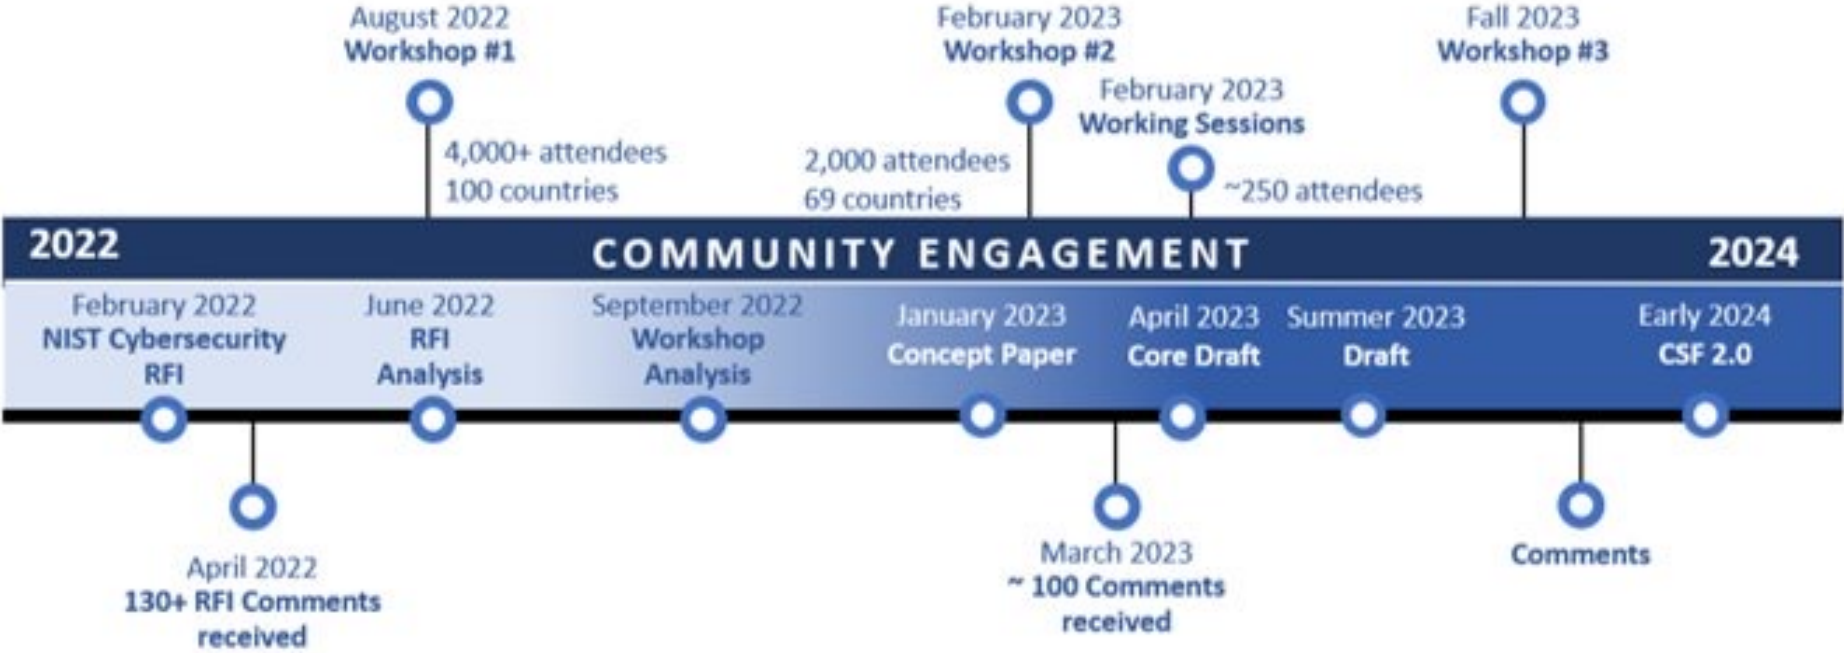 August 2022
Workshop #1
4,000+ attendees
100 countries
February 2023
Workshop #2
2,000 attendees
69 countries
February 2023
Working Sessions
~250 attendees
Fall 2023
Workshop #3
2022
COMMUNITY ENGAGEMENT
2024
February 2022
NIST Cybersecurity
RFI
June 2022
RFI
Analysis
September 2022
Workshop
Analysis
January 2023
Concept Paper
April 2023
Core Draft
Summer 2023
Draft
Early 2024
CSF 2.0
April 2022
130+ RFI Comments
received
March 2023
~ 100 Comments
received
Comments